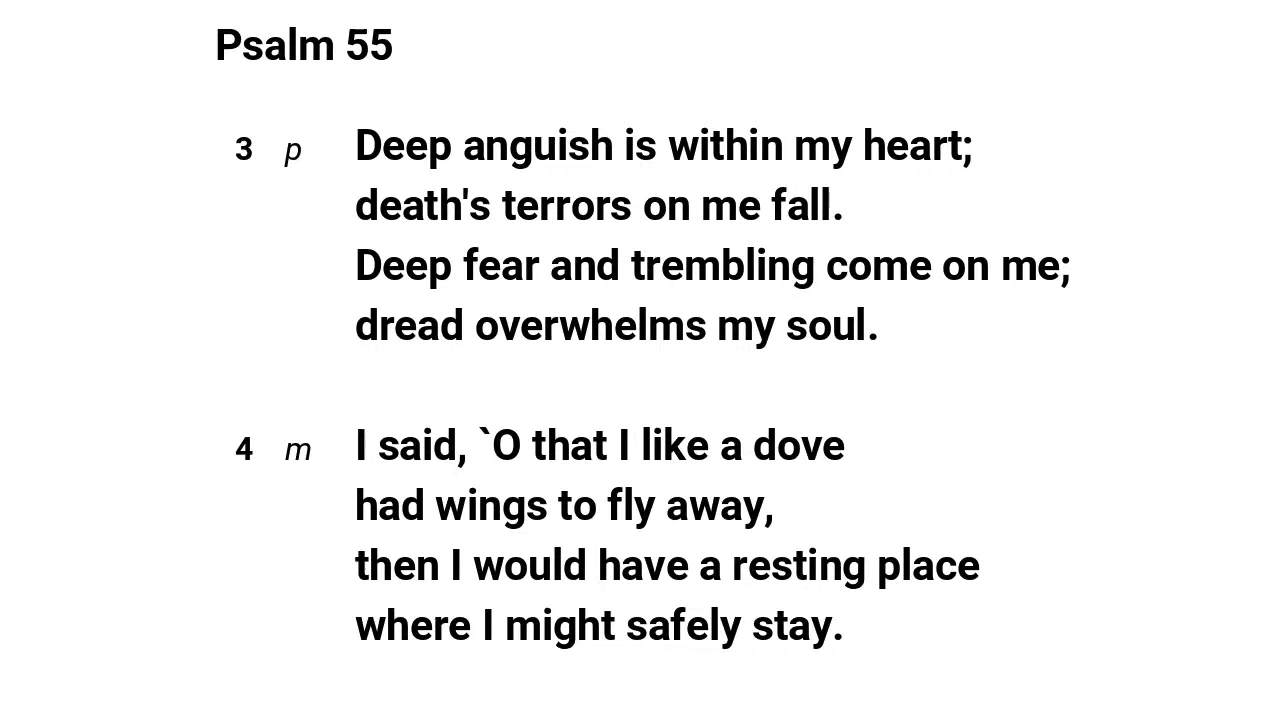 Psalm 55
3 p Deep anguish is within my heart;
death's terrors on me fall.
Deep fear and trembling come on me;
dread overwhelms my soul.
4 m I said, `O that I like a dove
had wings to fly away,
then I would have a resting place
where I might safely stay.